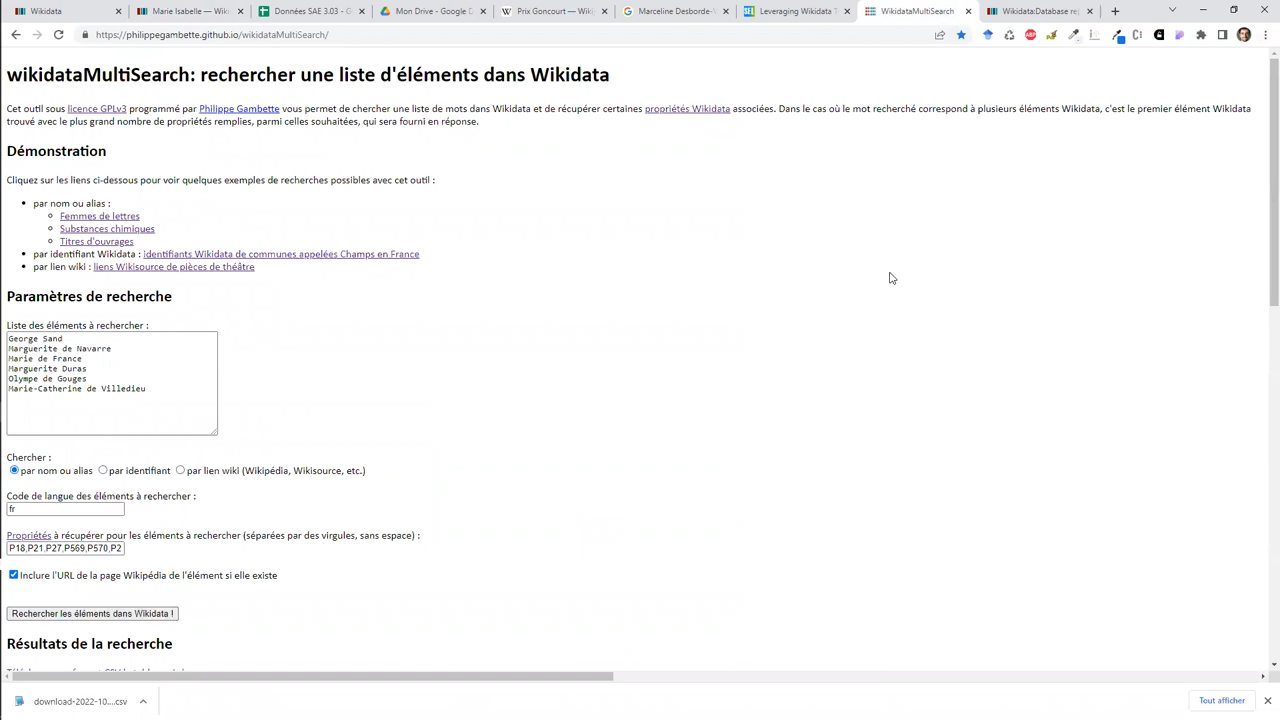 Wikidata
Marie Isabelle — Wiki
Données SAE 3.03 - G
Mon Drive - Google D
Prix Goncourt — Wiki
Marceline Desborde-
Leveraging Wikidata T
WikidataMultiSearch
Wikidata:Database rep
https://philippegambette.github.io/wikidataMultiSearch/
wikidataMultiSearch: rechercher une liste d'éléments dans Wikidata
Cet outil sous licence GPLv3 programmé par Philippe Gambette vous permet de chercher une liste de mots dans Wikidata et de récupérer certaines propriétés Wikidata associées. Dans le cas où le mot recherché correspond à plusieurs éléments Wikidata, c'est le premier élément Wikidata
trouvé avec le plus grand nombre de propriétés remplies, parmi celles souhaitées, qui sera fourni en réponse.
Démonstration
Cliquez sur les liens ci-dessous pour voir quelques exemples de recherches possibles avec cet outil :
par nom ou alias :
Femmes de lettres
Substances chimiques
Titres d'ouvrages
par identifiant Wikidata : identifiants Wikidata de communes appelées Champs en France
par lien wiki : liens Wikisource de pièces de théâtre
Paramètres de recherche
Liste des éléments à rechercher :
George Sand
Marguerite de Navarre
Marie de France
Marguerite Duras
Olympe de Gouges
Marie-Catherine de Villedieu
Chercher :
par nom ou alias par identifiant par lien wiki (Wikipédia, Wikisource, etc.)
Code de langue des éléments à rechercher :
fr
Propriétés à récupérer pour les éléments à rechercher (séparées par des virgules, sans espace) :
P18,P21,P27,P569,P570,P2
Inclure l'URL de la page Wikipédia de l'élément si elle existe
Rechercher les éléments dans Wikidata !
Résultats de la recherche
download-2022-10....csv
Tout afficher